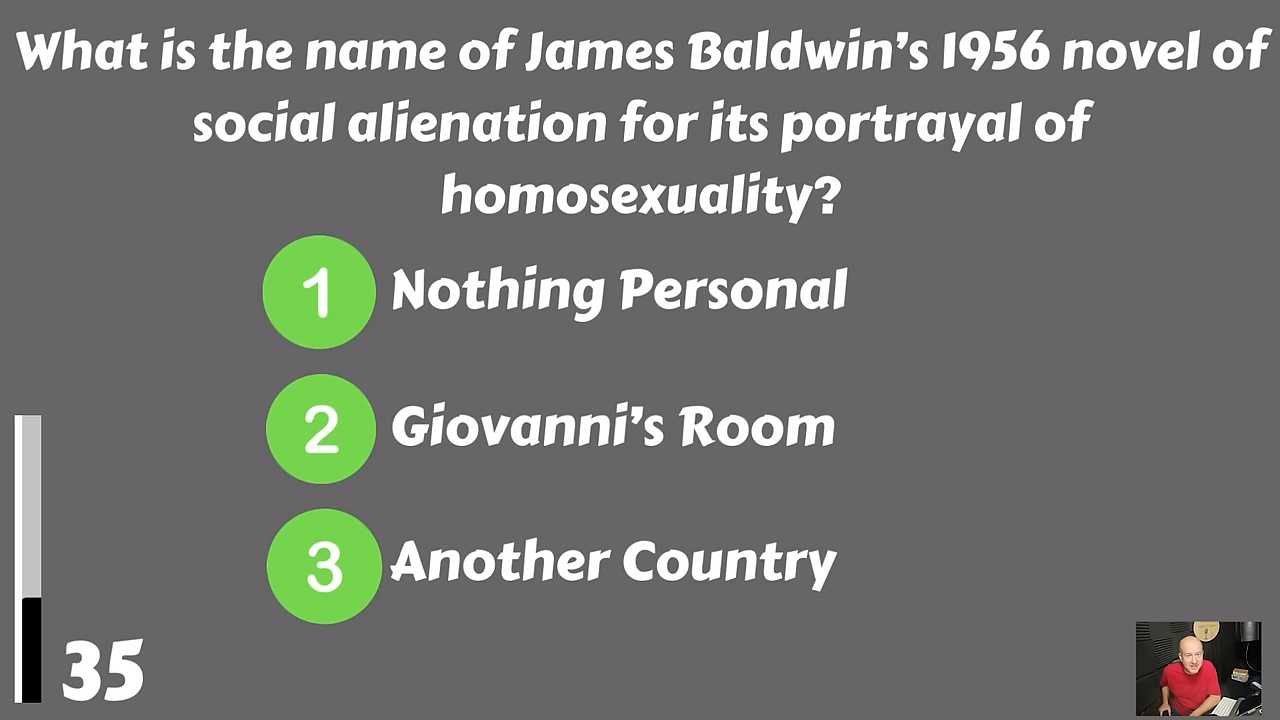 What is the name of James Baldwin's 1956 novel of
social alienation for its portrayal of
homosexuality?
1 Nothing Personal
2 Giovanni's Room
3 Another Country
35